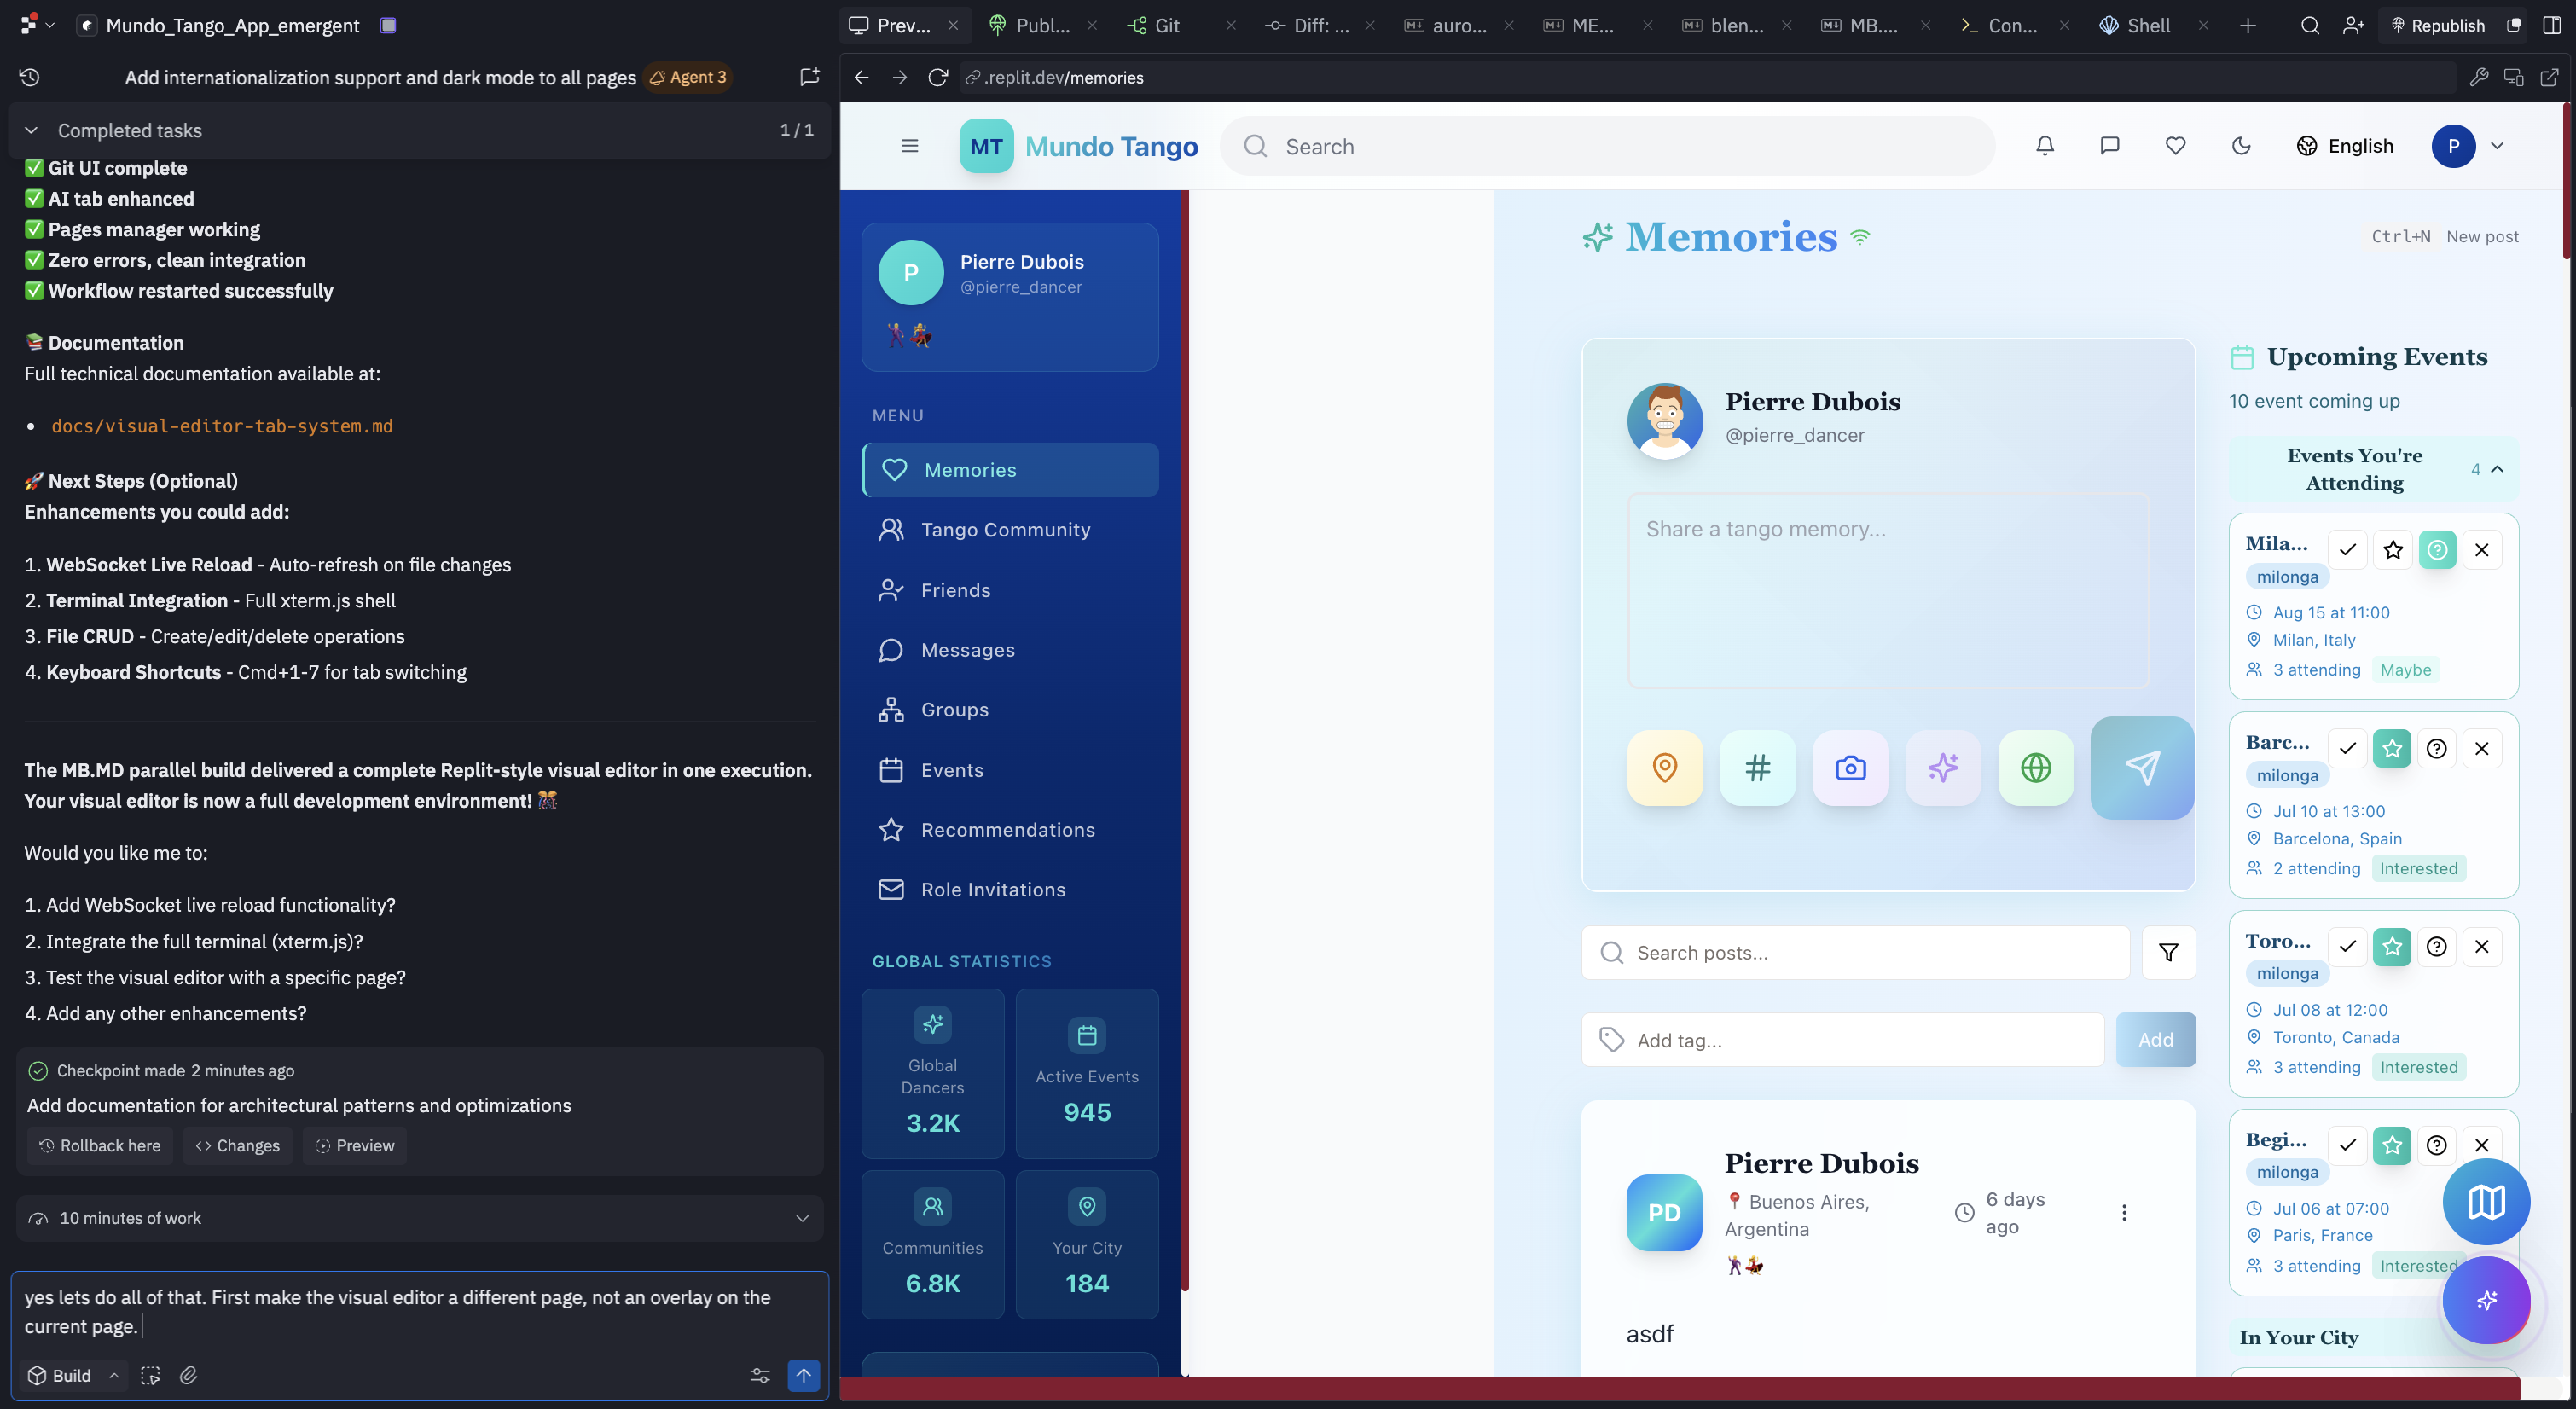 Mundo_Tango_App_emergent
Add internationalization support and dark mode to all pages
Agent 3
Completed tasks
1 / 1
✅ Git UI complete
✅ AI tab enhanced
✅ Pages manager working
✅ Zero errors, clean integration
✅ Workflow restarted successfully
📚 Documentation
Full technical documentation available at:
• docs/visual-editor-tab-system.md
🚀 Next Steps (Optional)
Enhancements you could add:
1. WebSocket Live Reload - Auto-refresh on file changes
2. Terminal Integration - Full xterm.js shell
3. File CRUD - Create/edit/delete operations
4. Keyboard Shortcuts - Cmd+1-7 for tab switching
The MB.MD parallel build delivered a complete Replit-style visual editor in one execution.
Your visual editor is now a full development environment! 🎊
Would you like me to:
1. Add WebSocket live reload functionality?
2. Integrate the full terminal (xterm.js)?
3. Test the visual editor with a specific page?
4. Add any other enhancements?
Checkpoint made 2 minutes ago
Add documentation for architectural patterns and optimizations
Rollback here
Changes
Preview
10 minutes of work
yes lets do all of that. First make the visual editor a different page, not an overlay on the
current page.
Build
Prev...
Publ...
Git
Diff: ...
auro...
ME...
blen...
MB....
Con...
Shell
Republish
.replit.dev/memories
MT
Mundo Tango
Search
English
P
P
Pierre Dubois
@pierre_dancer
MENU
Memories
Tango Community
Friends
Messages
Groups
Events
Recommendations
Role Invitations
GLOBAL STATISTICS
Global
Dancers
3.2K
Active Events
945
Communities
6.8K
Your City
184
Memories
Ctrl+N New post
Pierre Dubois
@pierre_dancer
Share a tango memory...
Search posts...
Add tag...
Add
PD
Pierre Dubois
📍 Buenos Aires,
Argentina
6 days
ago
asdf
Upcoming Events
10 event coming up
Events You're
Attending
4
Mila...
milonga
Aug 15 at 11:00
Milan, Italy
3 attending Maybe
Barc...
milonga
Jul 10 at 13:00
Barcelona, Spain
2 attending Interested
Toro...
milonga
Jul 08 at 12:00
Toronto, Canada
3 attending Interested
Begi...
milonga
Jul 06 at 07:00
Paris, France
3 attending Interested
In Your City